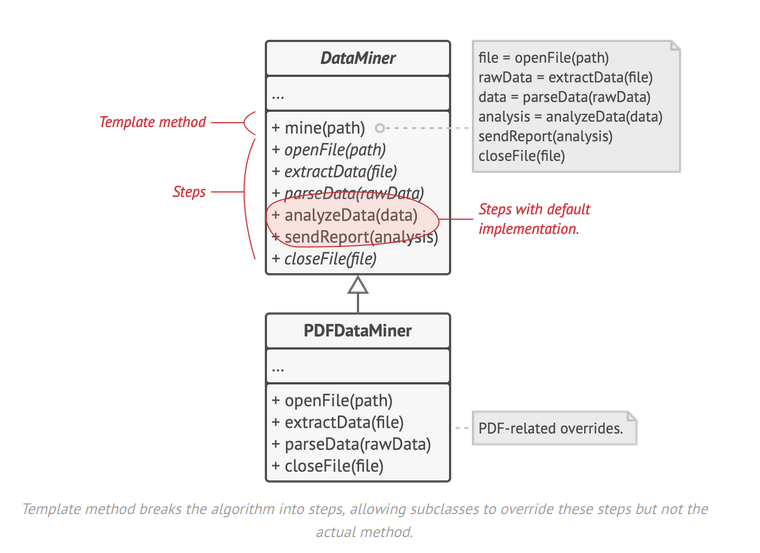 DataMiner
...
Template method
+ mine(path)
file = openFile(path)
rawData = extractData(file)
data = parseData(rawData)
analysis = analyzeData(data)
sendReport(analysis)
closeFile(file)
Steps
+ openFile(path)
+ extractData(file)
+ parseData(rawData)
+ analyzeData(data)
+ sendReport(analysis)
+ closeFile(file)
Steps with default
implementation.
PDFDataMiner
...
+ openFile(path)
+ extractData(file)
+ parseData(rawData)
+ closeFile(file)
PDF-related overrides.
Template method breaks the algorithm into steps, allowing subclasses to override these steps but not the
actual method.